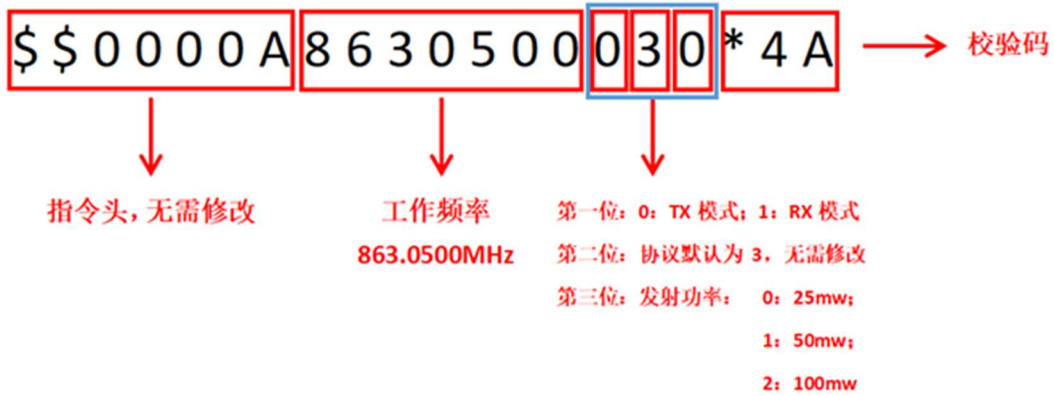 $$0000A8630500030*4A 校验码
指令头，无需修改
工作频率
863.0500MHz
第一位：0：TX 模式；1：RX 模式
第二位：协议默认为 3，无需修改
第三位：发射功率： 0：25mw；
1：50mw；
2：100mw